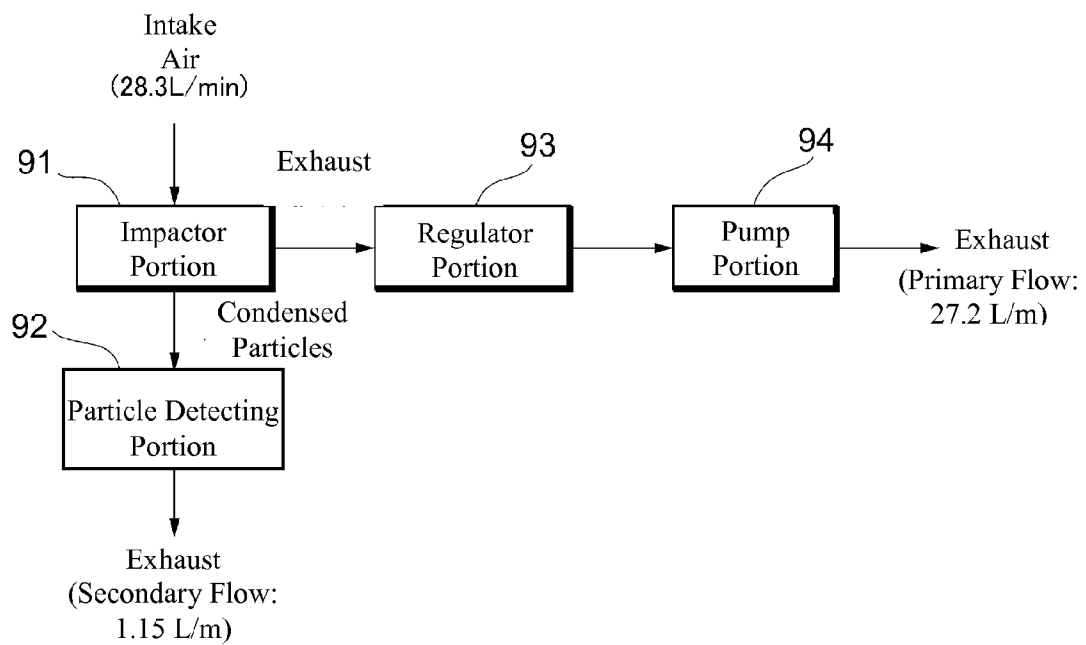 Intake
Air
(28.3L/min)
91
Exhaust
93
94
Impactor
Portion
Regulator
Portion
Pump
Portion
Exhaust
(Primary Flow:
27.2 L/m)
92
Condensed
Particles
Particle Detecting
Portion
Exhaust
(Secondary Flow:
1.15 L/m)